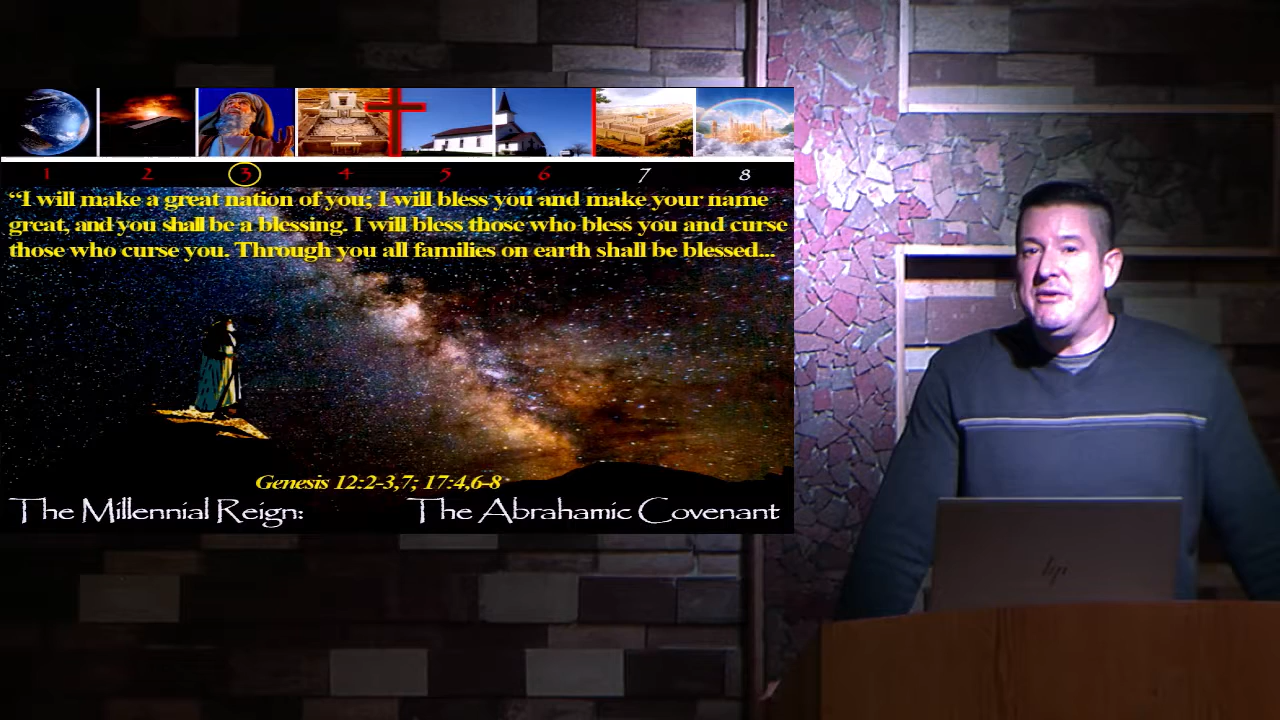 1 2 3 4 5 6 7 8
“I will make a great nation of you; I will bless you and make your name
great, and you shall be a blessing. I will bless those who bless you and curse
those who curse you. Through you all families on earth shall be blessed...
Genesis 12:2-3,7; 17:4,6-8
The Millennial Reign: The Abrahamic Covenant
hp